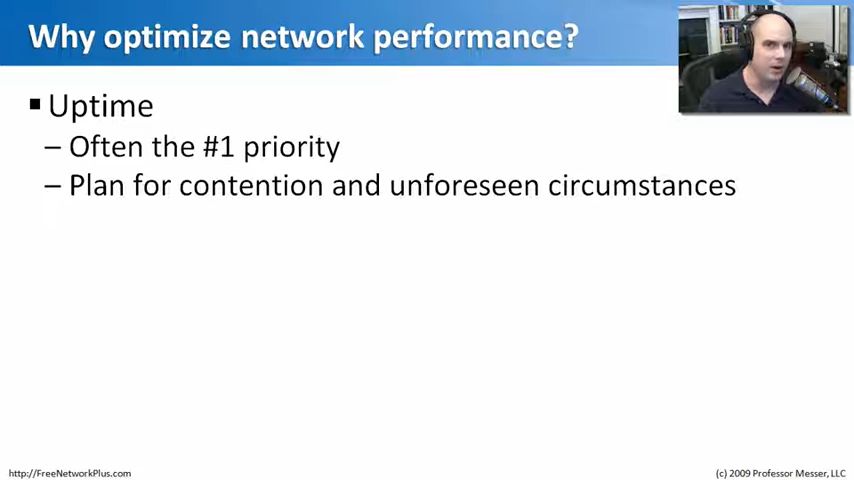 Why optimize network performance?
▪ Uptime
– Often the #1 priority
– Plan for contention and unforeseen circumstances
http://FreeNetworkPlus.com
(c) 2009 Professor Messer, LLC